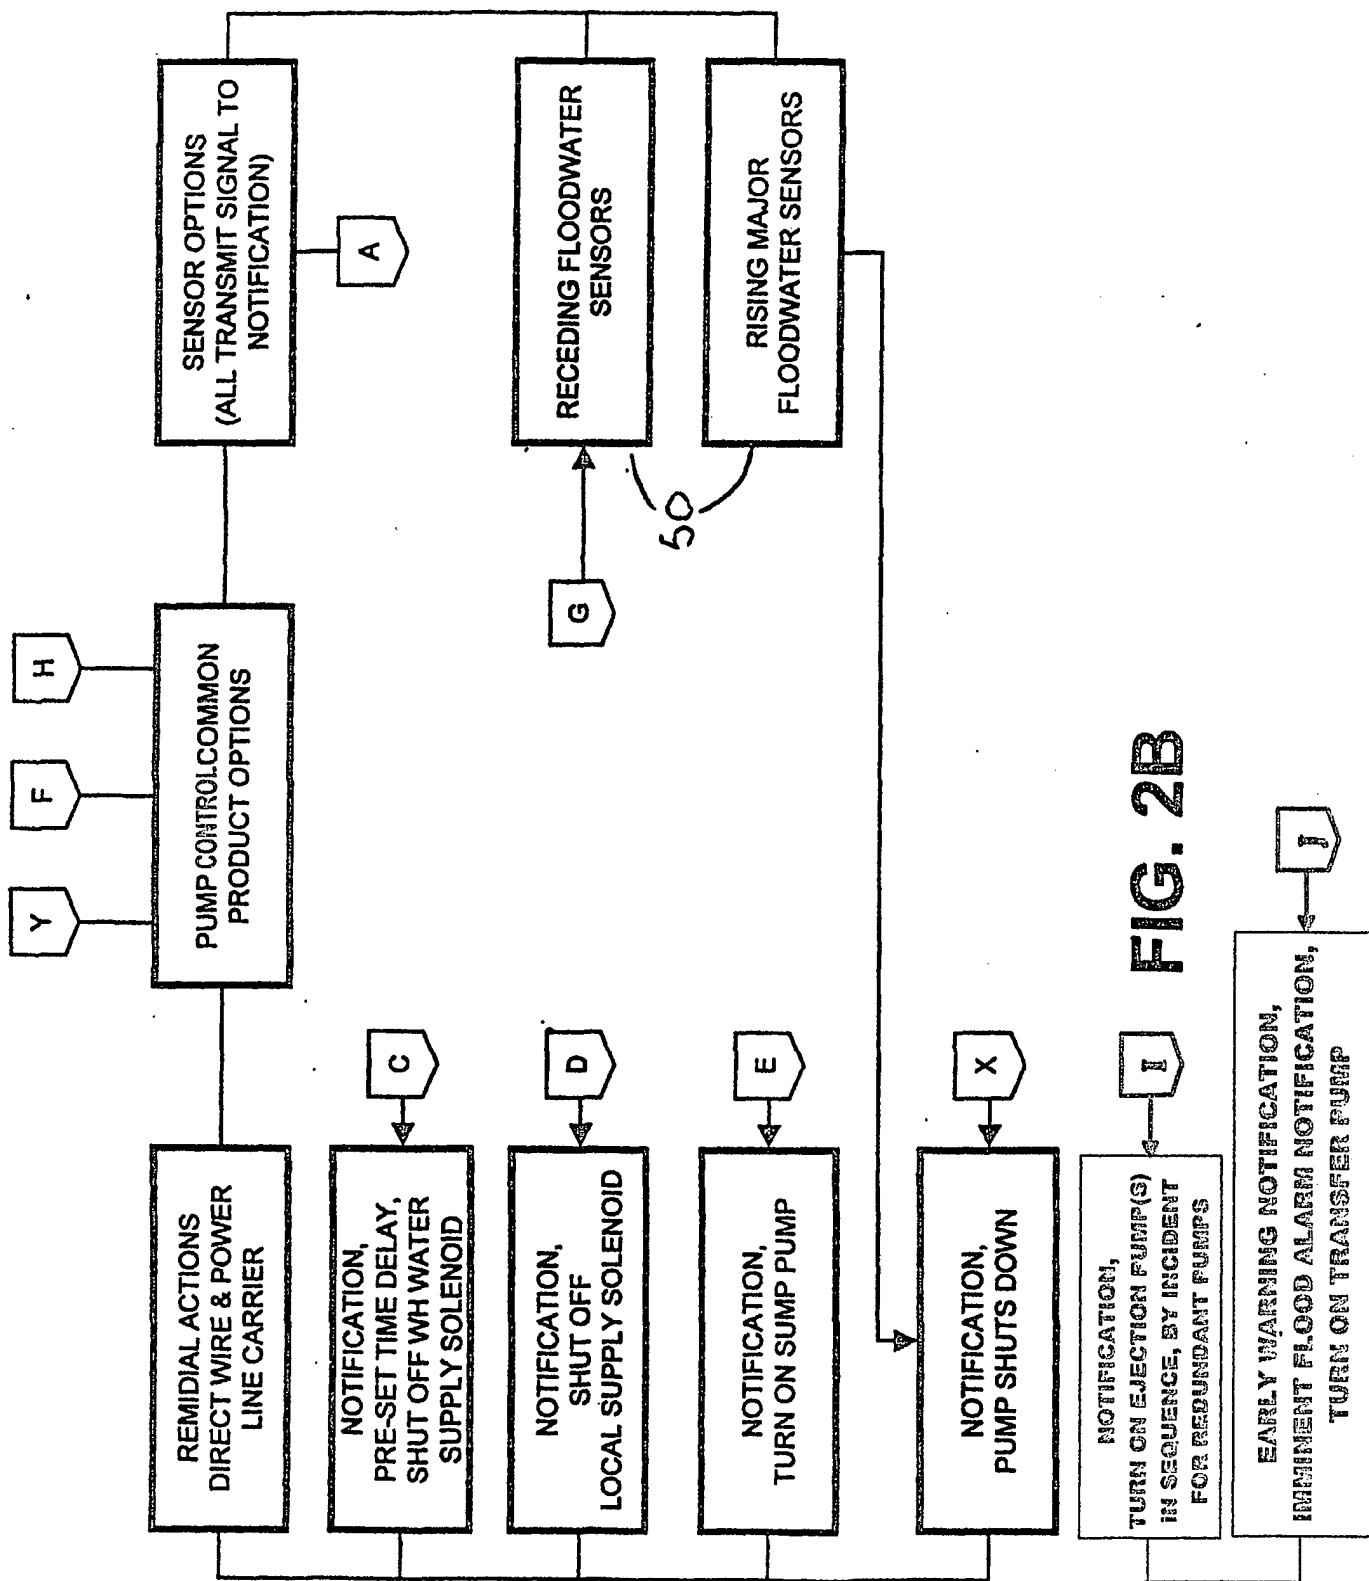 Y
F
H
PUMP CONTROLCOMMON
PRODUCT OPTIONS
REMIDIAL ACTIONS
DIRECT WIRE & POWER
LINE CARRIER
SENSOR OPTIONS
(ALL TRANSMIT SIGNAL TO
NOTIFICATION)
A
NOTIFICATION,
PRE-SET TIME DELAY,
SHUT OFF WH WATER
SUPPLY SOLENOID
C
NOTIFICATION,
SHUT OFF
LOCAL SUPPLY SOLENOID
D
G
RECEDING FLOODWATER
SENSORS
50
NOTIFICATION,
TURN ON SUMP PUMP
E
RISING MAJOR
FLOODWATER SENSORS
NOTIFICATION,
PUMP SHUTS DOWN
X
NOTIFICATION,
TURN ON EJECTION PUMP(S)
IN SEQUENCE, BY INCIDENT
FOR REDUNDANT PUMPS
I
EARLY WARNING NOTIFICATION,
IMMINENT FLOOD ALARM NOTIFICATION,
TURN ON TRANSFER PUMP
J
FIG. 2B